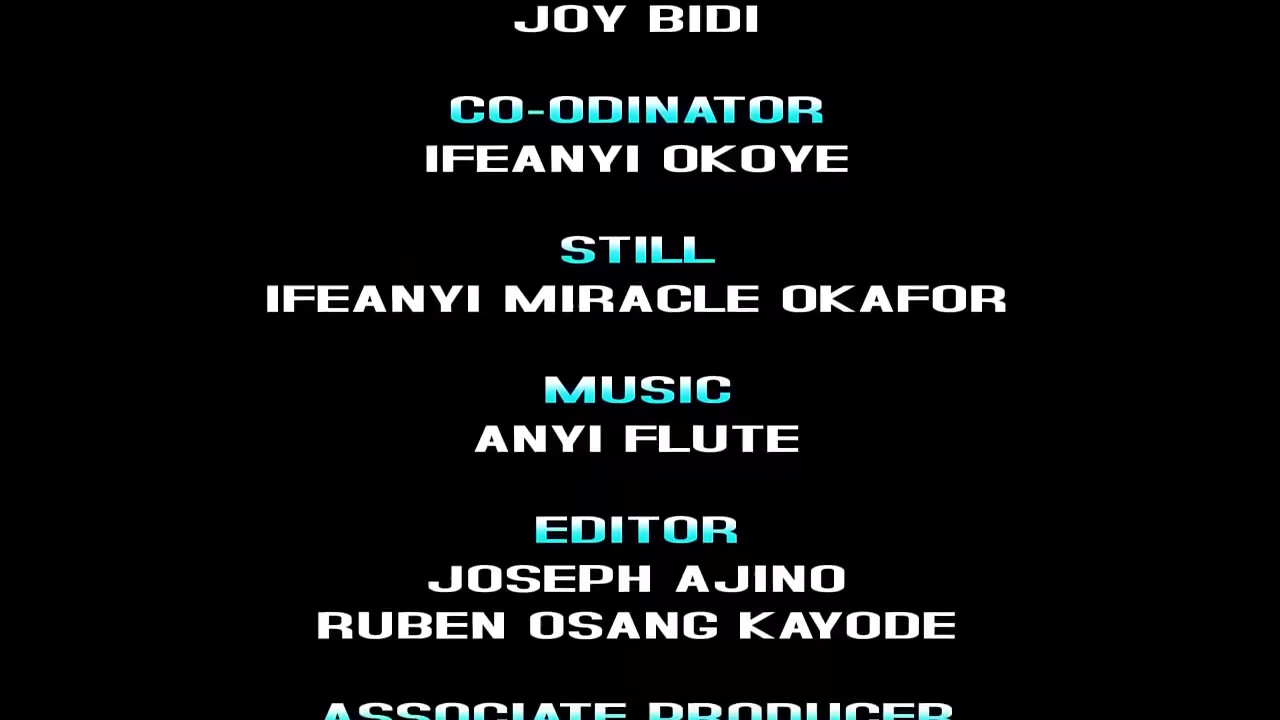 JOY BIDI
CO-ODINATOR
IFEANYI OKOYE
STILL
IFEANYI MIRACLE OKAFOR
MUSIC
ANYI FLUTE
EDITOR
JOSEPH AJINO
RUBEN OSANG KAYODE
ASSOCIATE PRODUCER